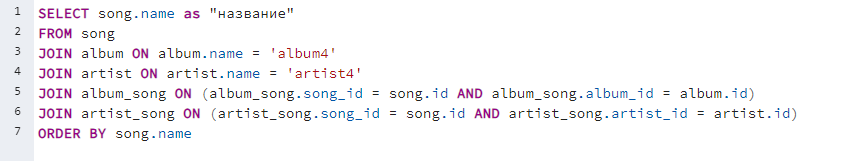 1 SELECT song.name as "название"
2 FROM song
3 JOIN album ON album.name = 'album4'
4 JOIN artist ON artist.name = 'artist4'
5 JOIN album_song ON (album_song.song_id = song.id AND album_song.album_id = album.id)
6 JOIN artist_song ON (artist_song.song_id = song.id AND artist_song.artist_id = artist.id)
7 ORDER BY song.name